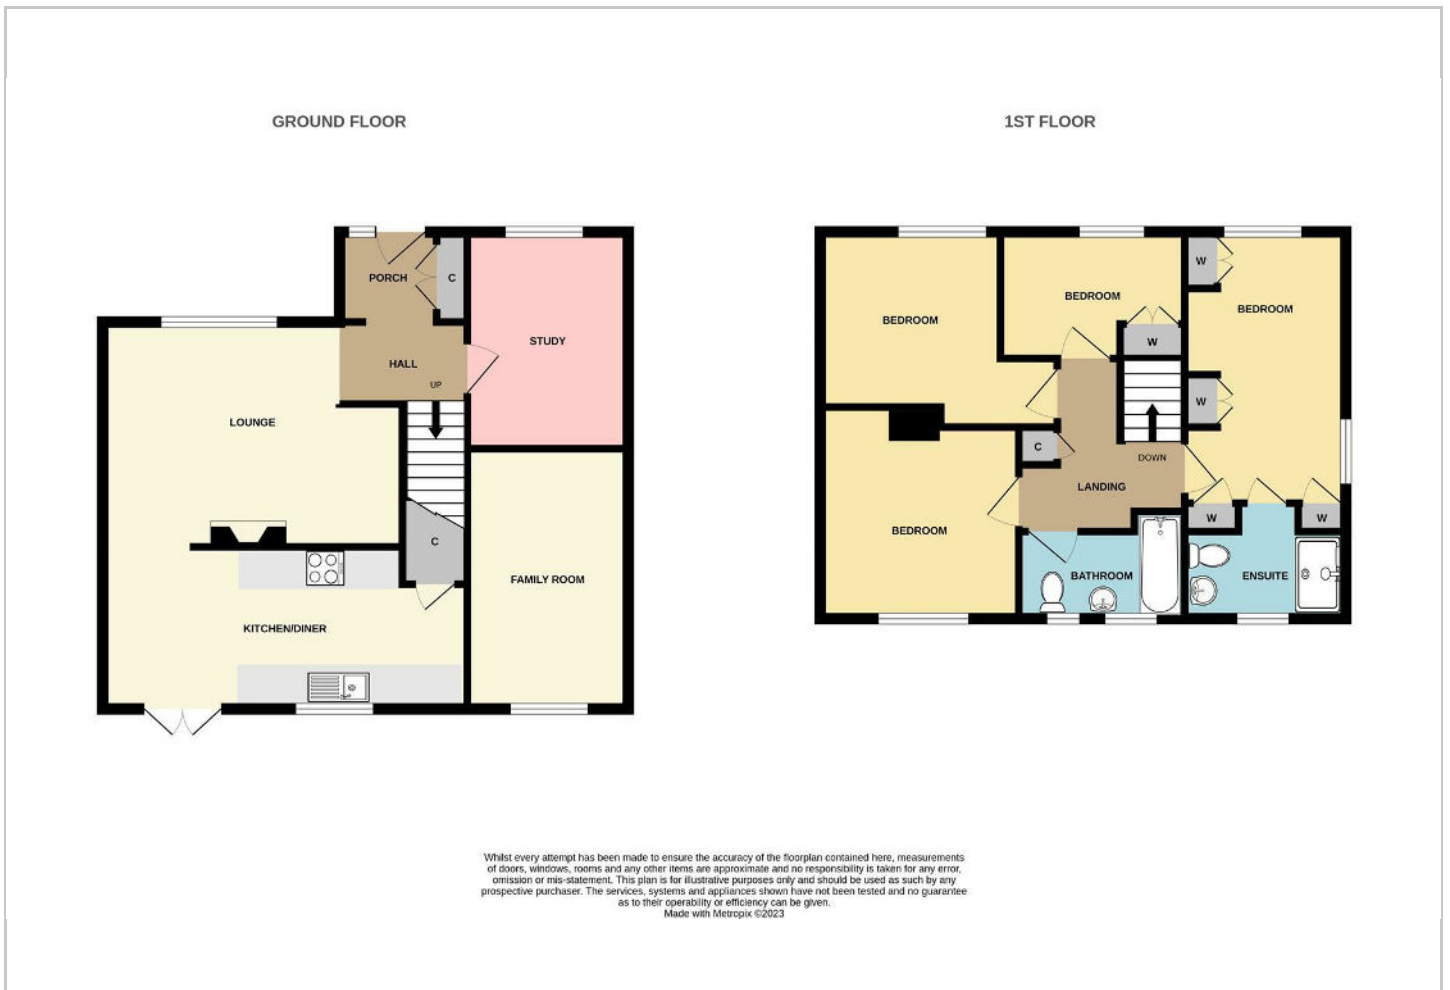 GROUND FLOOR
PORCH
C
STUDY
HALL
UP
LOUNGE
C
FAMILY ROOM
KITCHEN/DINER
1ST FLOOR
W
BEDROOM
BEDROOM
BEDROOM
W
W
C
DOWN
LANDING
BEDROOM
W
W
BATHROOM
ENSUITE
Whilst every attempt has been made to ensure the accuracy of the floorplan contained here, measurements
of doors, windows, rooms and any other items are approximate and no responsibility is taken for any error,
omission or mis-statement. This plan is for illustrative purposes only and should be used as such by any
prospective purchaser. The services, systems and appliances shown have not been tested and no guarantee
as to their operability or efficiency can be given.
Made with Metropix ©2023